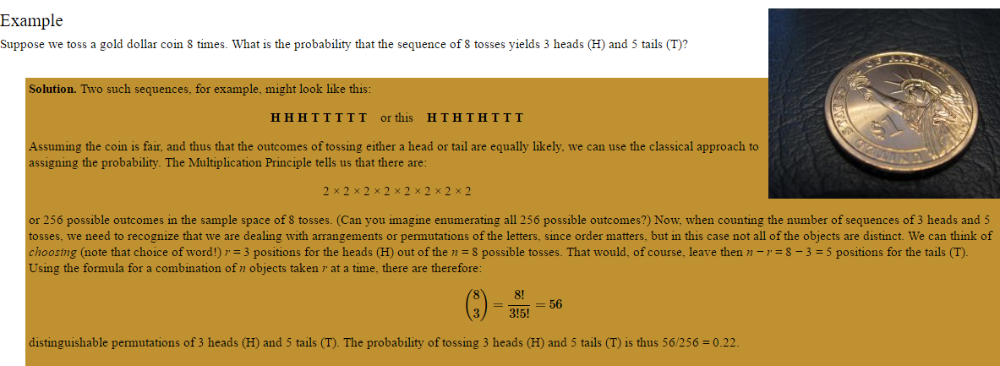 Example
Suppose we toss a gold dollar coin 8 times. What is the probability that the sequence of 8 tosses yields 3 heads (H) and 5 tails (T)?
Solution. Two such sequences, for example, might look like this:
H H H T T T T T or this H T H T H T T T
Assuming the coin is fair, and thus that the outcomes of tossing either a head or tail are equally likely, we can use the classical approach to
assigning the probability. The Multiplication Principle tells us that there are:
2 × 2 × 2 × 2 × 2 × 2 × 2 × 2
or 256 possible outcomes in the sample space of 8 tosses. (Can you imagine enumerating all 256 possible outcomes?) Now, when counting the number of sequences of 3 heads and 5
tosses, we need to recognize that we are dealing with arrangements or permutations of the letters, since order matters, but in this case not all of the objects are distinct. We can think of
choosing (note that choice of word!) r = 3 positions for the heads (H) out of the n = 8 possible tosses. That would, of course, leave then n − r = 8 − 3 = 5 positions for the tails (T).
Using the formula for a combination of n objects taken r at a time, there are therefore:
(8 3) = 8! / 3!5! = 56
distinguishable permutations of 3 heads (H) and 5 tails (T). The probability of tossing 3 heads (H) and 5 tails (T) is thus 56/256 = 0.22.
UNITED STATES OF AMERICA
$1